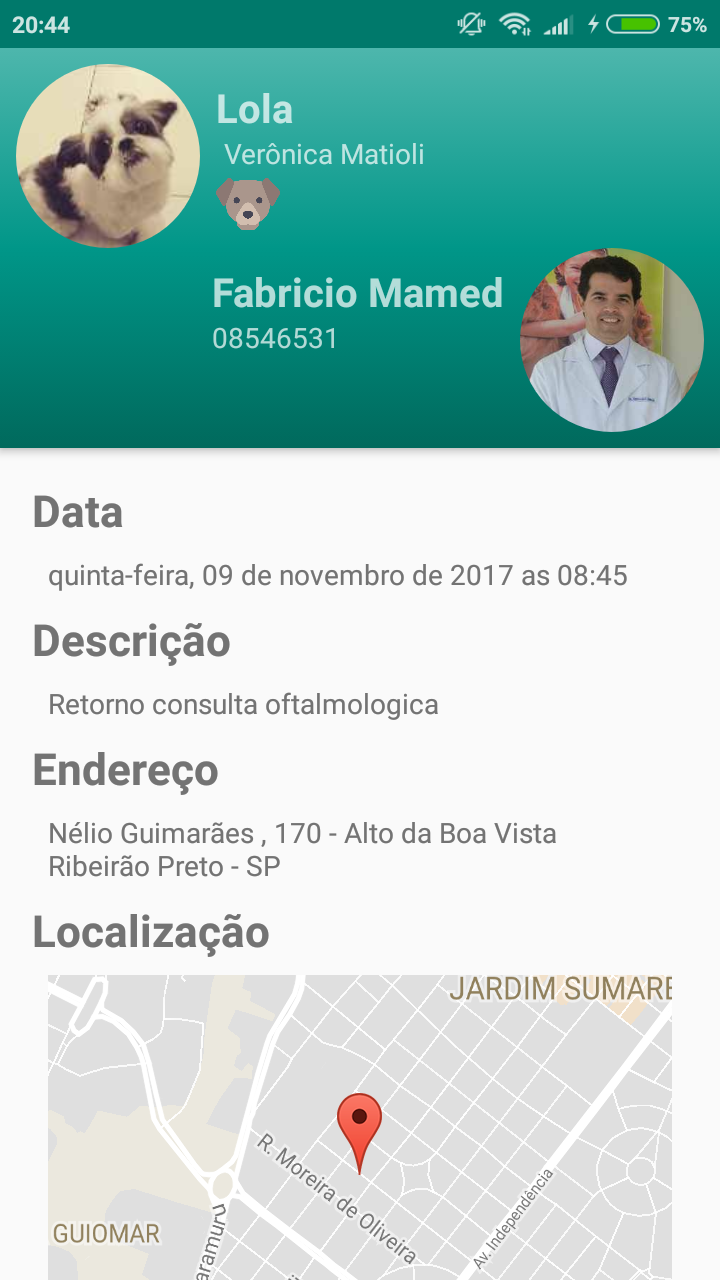 20:44
75%
Lola
Verônica Matioli
Fabricio Mamed
08546531
Data
quinta-feira, 09 de novembro de 2017 as 08:45
Descrição
Retorno consulta oftalmologica
Endereço
Nélio Guimarães , 170 - Alto da Boa Vista
Ribeirão Preto - SP
Localização
JARDIM SUMARE
R. Moreira de Oliveira
Av. Independência
GUIOMAR